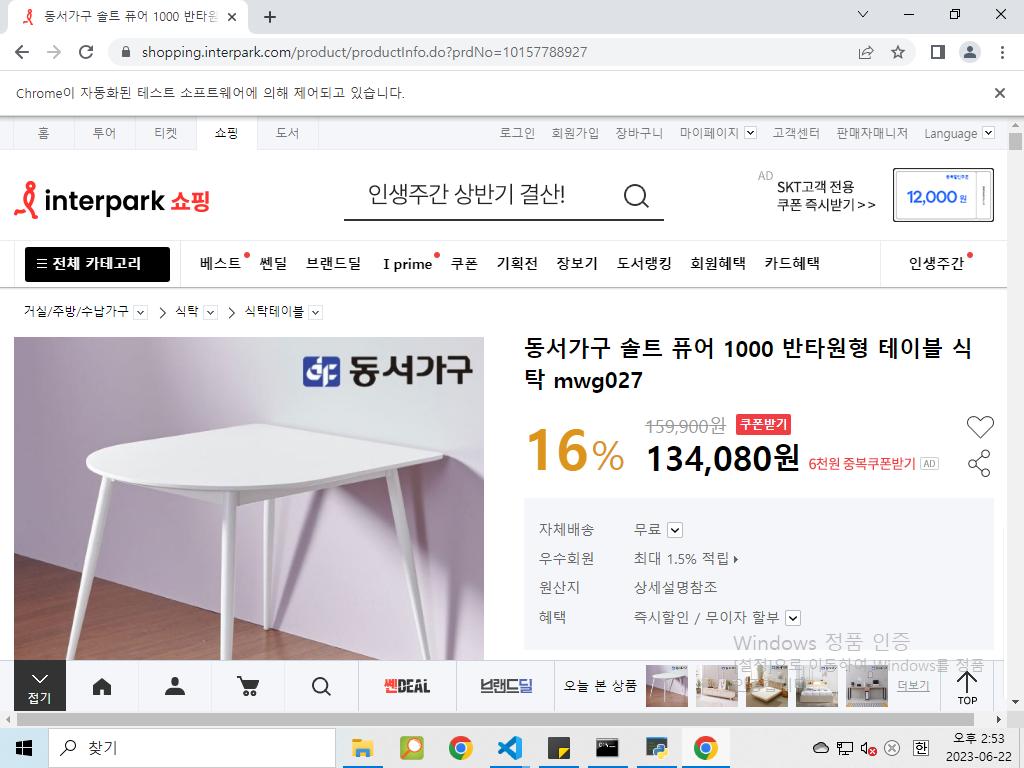 동서가구 솔트 퓨어 1000 반타원
shopping.interpark.com/product/productInfo.do?prdNo=10157788927
Chrome이 자동화된 테스트 소프트웨어에 의해 제어되고 있습니다.
홈 투어 티켓 쇼핑 도서 로그인 회원가입 장바구니 마이페이지 고객센터 판매자매니저 Language
interpark 쇼핑 인생주간 상반기 결산!
AD SKT고객 전용
쿠폰 즉시받기>>
12,000원
전체 카테고리 베스트 쎈딜 브랜드딜 I prime 쿠폰 기획전 장보기 도서랭킹 회원혜택 카드혜택 인생주간
거실/주방/수납가구 식탁 식탁테이블
동서가구
동서가구 솔트 퓨어 1000 반타원형 테이블 식
탁 mwg027
16%
159,900원 쿠폰받기
134,080원 6천원 중복쿠폰받기 AD
자체배송 무료
우수회원 최대 1.5% 적립
원산지 상세설명참조
혜택 즉시할인 / 무이자 할부
Windows 정품 인증
[설정]으로 이동하여 Windows를 정품
접기 쎈DEAL 브랜드딜 오늘 본 상품 더보기 TOP
찾기
한
오후 2:53
2023-06-22